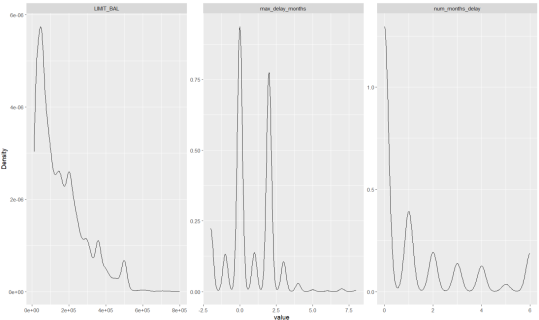 LIMIT_BAL
max_delay_months
num_months_delay
Density
6e-06
4e-06
2e-06
0e+00
0e+00
2e+05
4e+05
6e+05
8e+05
0.75
0.50
0.25
0.00
-2.5
0.0
2.5
5.0
7.5
1.0
0.5
0.0
0
2
4
6
value